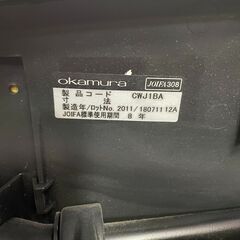 okamura JOIFA308
製品コード CWJ1BA
寸法
製造年/ロットNo. 2011/18071112A
JOIFA標準使用期間 8年